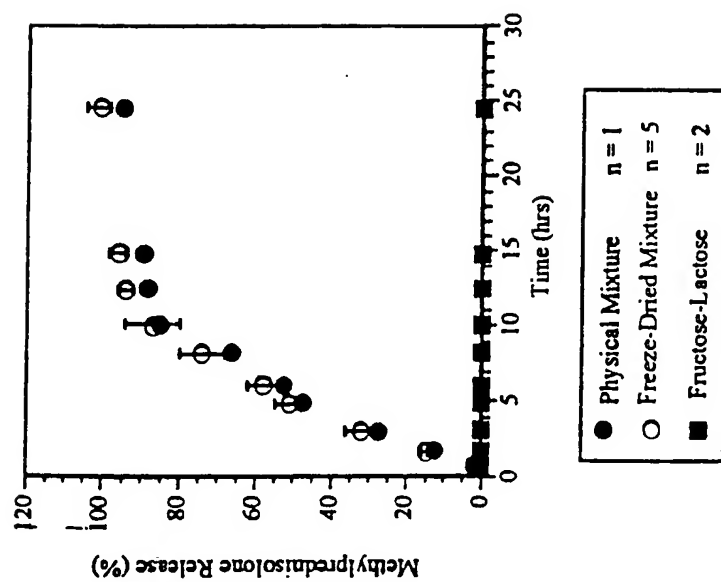 Methylprednisolone Release (%)
120
100
80
60
40
20
0
0
5
10
15
20
25
30
Time (hrs)
Physical Mixture n = 1
Freeze-Dried Mixture n = 5
Fructose-Lactose n = 2